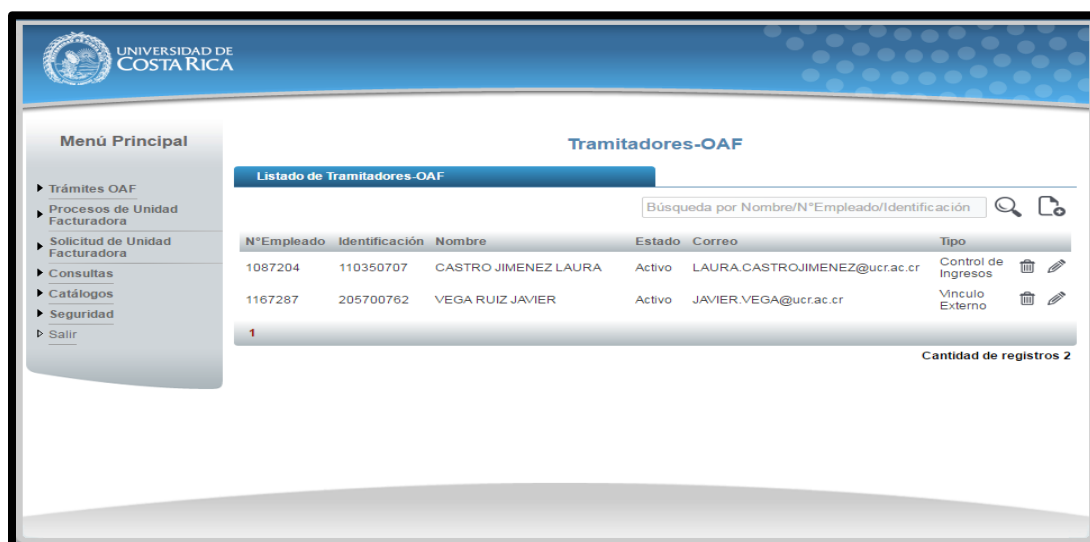 UNIVERSIDAD DE
COSTA RICA
Menú Principal
Trámites OAF
Procesos de Unidad
Facturadora
Solicitud de Unidad
Facturadora
Consultas
Catálogos
Seguridad
Salir
Tramitadores-OAF
Listado de Tramitadores-OAF
Búsqueda por Nombre/N°Empleado/Identificación
N°Empleado Identificación Nombre Estado Correo Tipo
1087204 110350707 CASTRO JIMENEZ LAURA Activo LAURA.CASTROJIMENEZ@ucr.ac.cr Control de
Ingresos
1167287 205700762 VEGA RUIZ JAVIER Activo JAVIER.VEGA@ucr.ac.cr Vinculo
Externo
1
Cantidad de registros 2